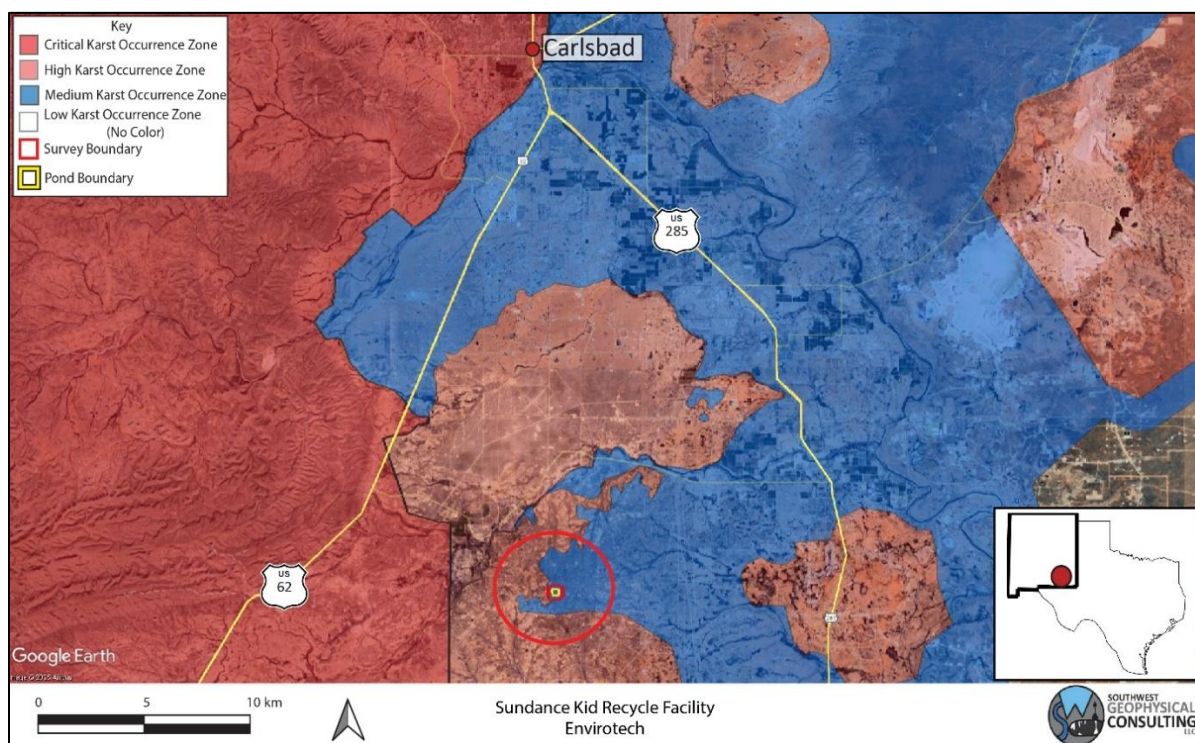 Key
Critical Karst Occurrence Zone
High Karst Occurrence Zone
Medium Karst Occurrence Zone
Low Karst Occurrence Zone
(No Color)
Survey Boundary
Pond Boundary
Carlsbad
US
285
US
62
Google Earth
0 5 10 km
Sundance Kid Recycle Facility
Envirotech
SOUTHWEST
GEOPHYSICAL
CONSULTING
LLC